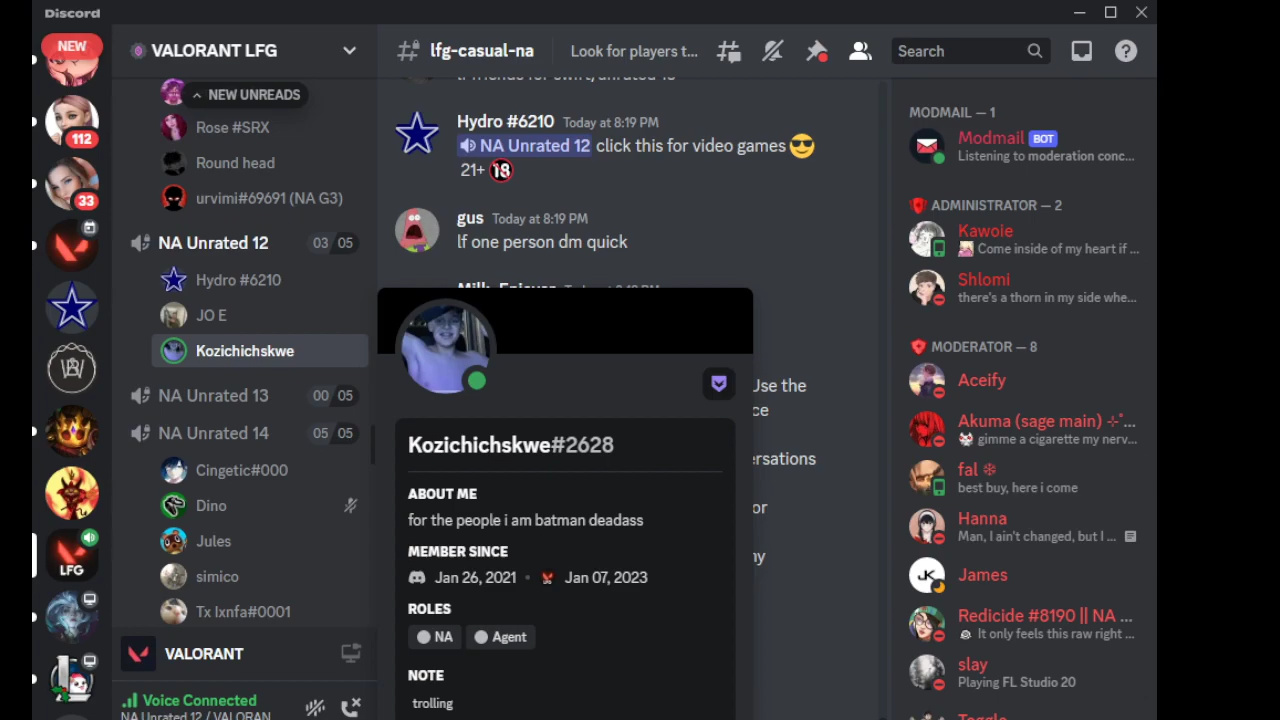 Discord
NEW
112
33
LFG
VALORANT LFG
NEW UNREADS
Rose #SRX
Round head
urvimi#69691 (NA G3)
NA Unrated 12 03 / 05
Hydro #6210
JO E
Kozichichskwe
NA Unrated 13 00 / 05
NA Unrated 14 05 / 05
Cingetic#000
Dino
Jules
simico
Tx lxnfa#0001
VALORANT
Voice Connected
NA Unrated 12 / VALORAN
lfg-casual-na
Look for players t...
Search
Hydro #6210 Today at 8:19 PM
NA Unrated 12 click this for video games 😎
21+ 🔞
gus Today at 8:19 PM
lf one person dm quick
Use the
ce
ersations
or
ny
Kozichichskwe#2628
ABOUT ME
for the people i am batman deadass
MEMBER SINCE
Jan 26, 2021 • Jan 07, 2023
ROLES
NA Agent
NOTE
trolling
MODMAIL — 1
Modmail BOT
Listening to moderation conc...
ADMINISTRATOR — 2
Kawoie
Come inside of my heart if ...
Shlomi
there's a thorn in my side whe...
MODERATOR — 8
Aceify
Akuma (sage main) ⊹˚...
gimme a cigarette my nerv...
fal ❄
best buy, here i come
Hanna
Man, I ain't changed, but I ...
JK
James
Redicide #8190 || NA ...
It only feels this raw right ...
slay
Playing FL Studio 20